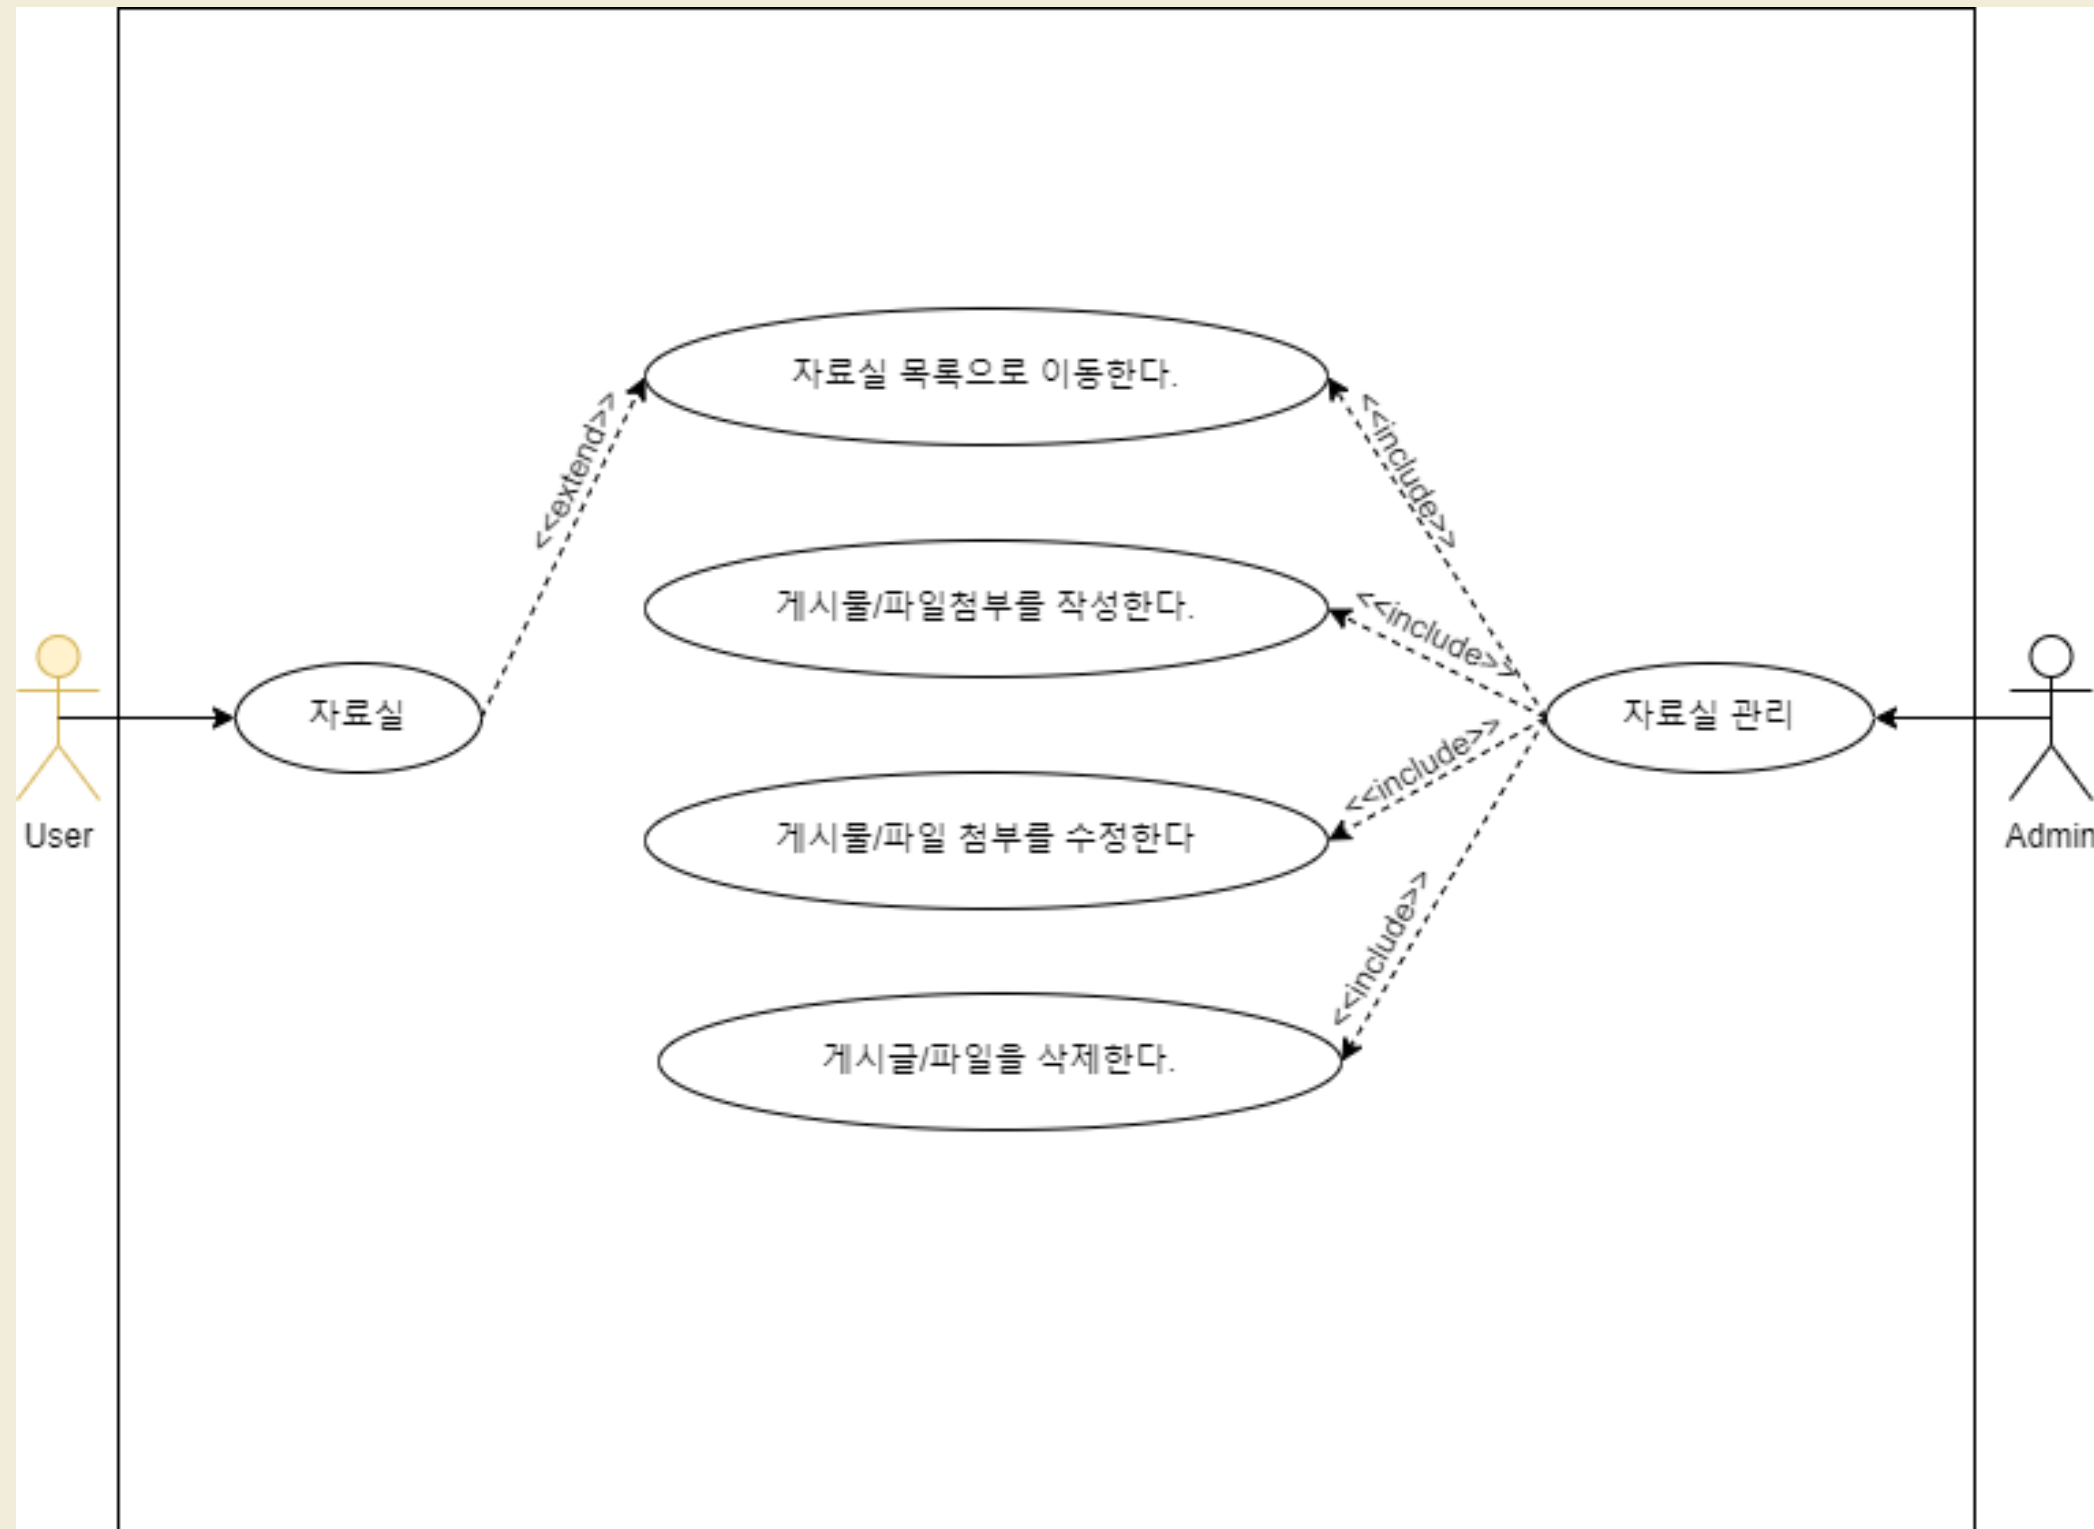 자료실 목록으로 이동한다.
<<extend>>
<<include>>
게시물/파일첨부를 작성한다.
<<include>>
자료실
자료실 관리
<<include>>
게시물/파일 첨부를 수정한다
User
Admin
<<include>>
게시글/파일을 삭제한다.